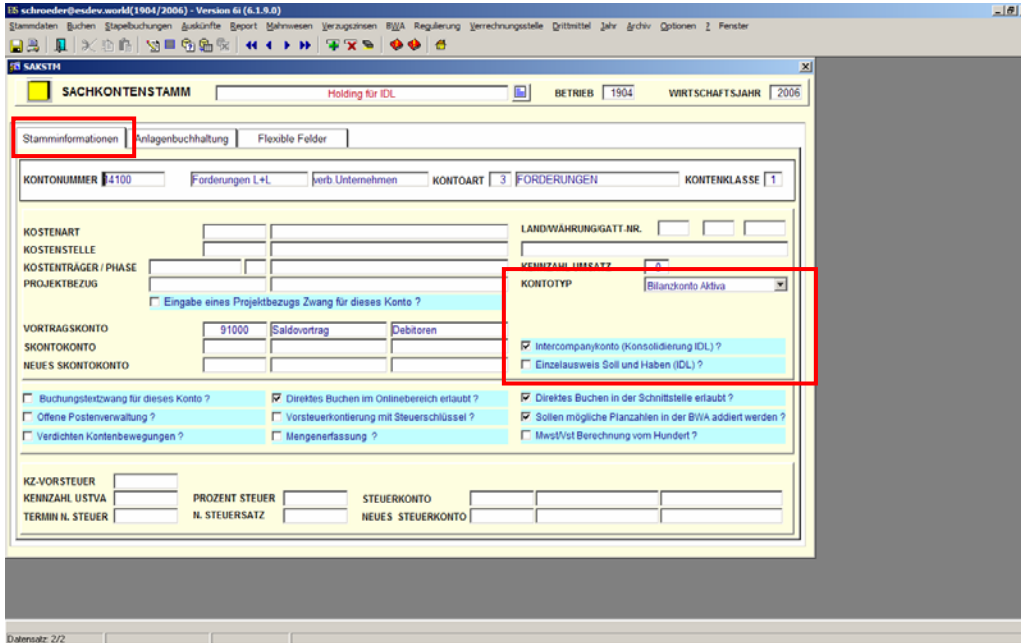 schroeder@esdev.world(1904/2006) - Version 6i (6.1.9.0)
Stammdaten Buchen Stapelbuchungen Auskünfte Report Mahnwesen Verzugszinsen BWA Regulierung Verrechnungsstelle Drittmittel Jahr Archiv Optionen ? Fenster
SAKSTM
SACHKONTENSTAMM Holding für IDL BETRIEB 1904 WIRTSCHAFTSJAHR 2006
Stamminformationen Anlagenbuchhaltung Flexible Felder
KONTONUMMER 14100 Forderungen L+L verb.Unternehmen KONTOART 3 FORDERUNGEN KONTENKLASSE 1
KOSTENART LAND/WÄHRUNG/GATT-NR.
KOSTENSTELLE
KOSTENTRÄGER / PHASE KENNZAHL UMSATZ 0
PROJEKTBEZUG KONTOTYP Bilanzkonto Aktiva
Eingabe eines Projektbezugs Zwang für dieses Konto ?
VORTRAGSKONTO 91000 Saldovortrag Debitoren
SKONTOKONTO Intercompanykonto (Konsolidierung IDL) ?
NEUES SKONTOKONTO Einzelausweis Soll und Haben (IDL) ?
Buchungstextzwang für dieses Konto ? Direktes Buchen im Onlinebereich erlaubt ? Direktes Buchen in der Schnittstelle erlaubt ?
Offene Postenverwaltung ? Vorsteuerkontierung mit Steuerschlüssel ? Sollen mögliche Planzahlen in der BWA addiert werden ?
Verdichten Kontenbewegungen ? Mengenerfassung ? Mwst/Vst Berechnung vom Hundert ?
KZ-VORSTEUER
KENNZAHL USTVA PROZENT STEUER STEUERKONTO
TERMIN N. STEUER N. STEUERSATZ NEUES STEUERKONTO
Datensatz: 2/2